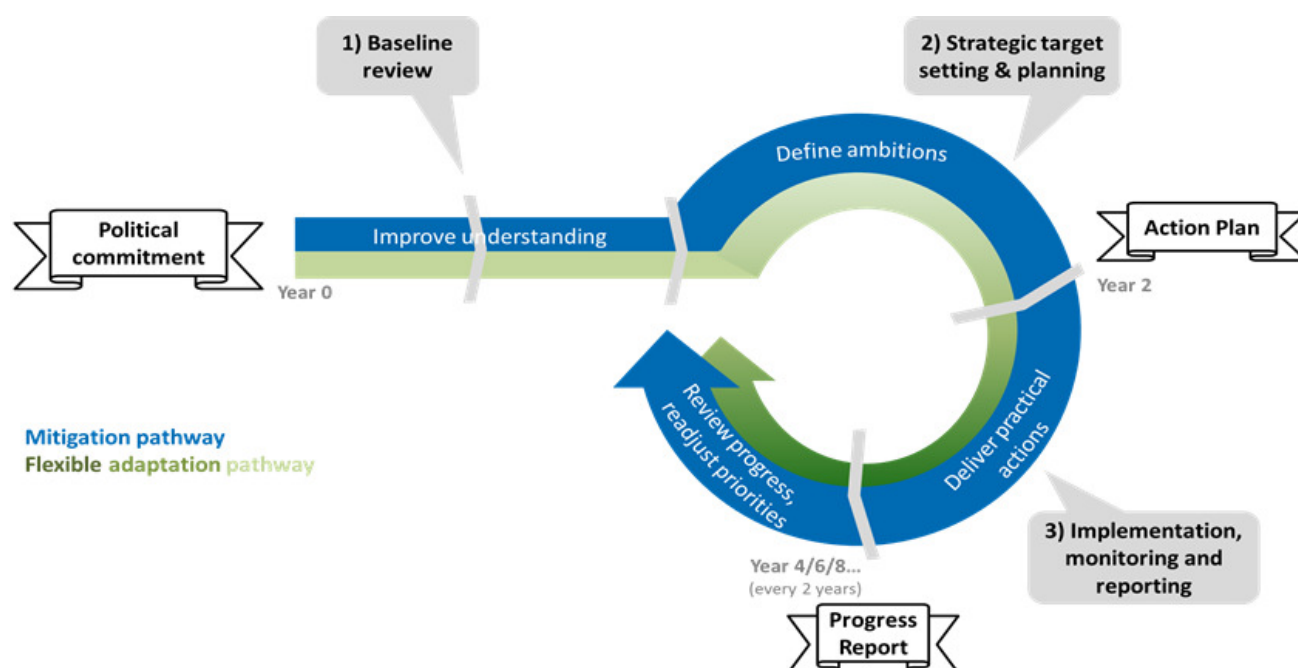 1) Baseline
review
2) Strategic target
setting & planning
Define ambitions
Political
commitment
Improve understanding
Action Plan
Year 0
Year 2
Mitigation pathway
Flexible adaptation pathway
Review progress,
readjust priorities
Deliver practical
actions
3) Implementation,
monitoring and
reporting
Year 4/6/8...
(every 2 years)
Progress
Report